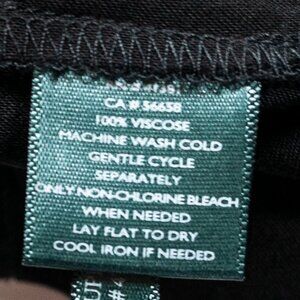 CA # 56658
100% VISCOSE
MACHINE WASH COLD
GENTLE CYCLE
SEPARATELY
ONLY NON-CHLORINE BLEACH
WHEN NEEDED
LAY FLAT TO DRY
COOL IRON IF NEEDED